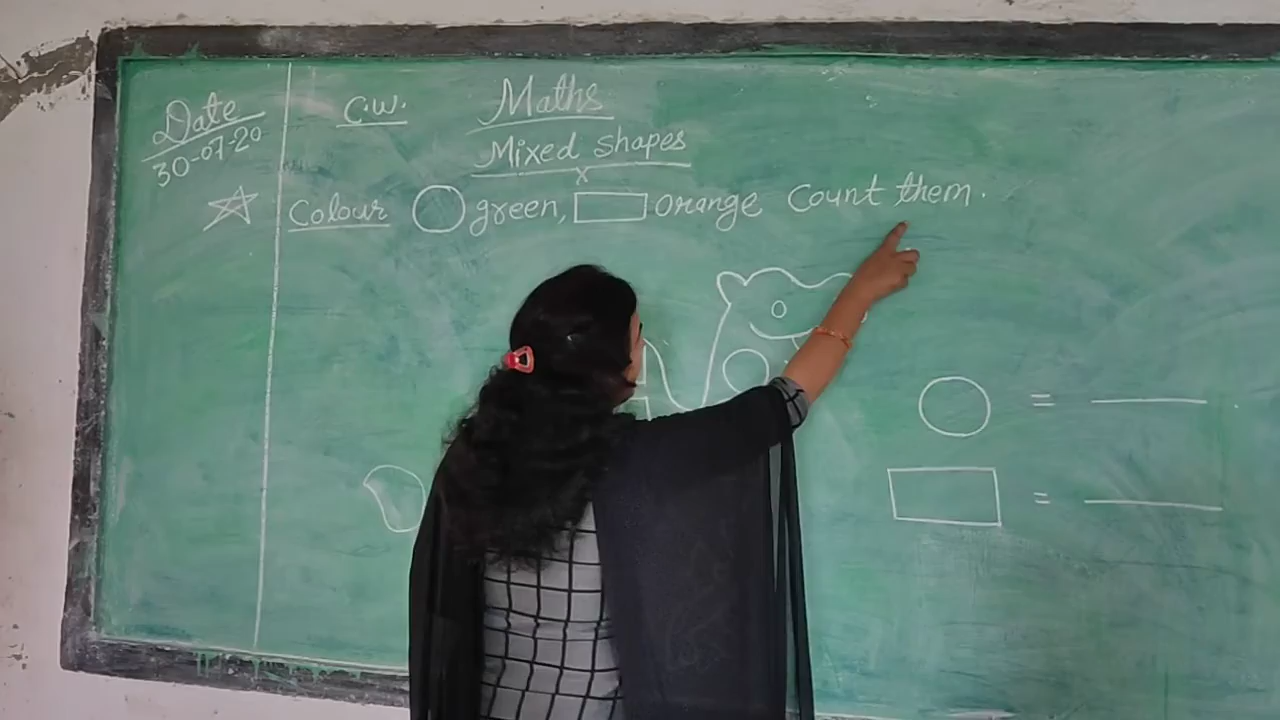 Date
30-07-20
C.W.
Maths
Mixed shapes
x
Colour green, orange. Count them.
=
=